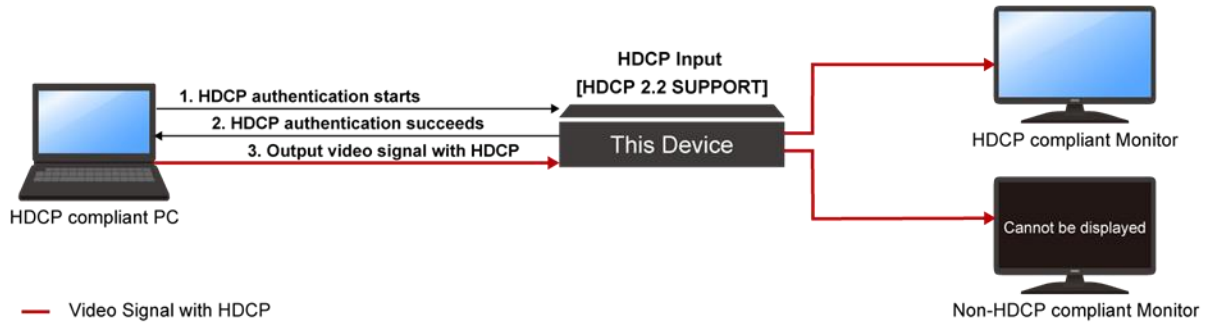 HDCP Input
[HDCP 2.2 SUPPORT]
1. HDCP authentication starts
2. HDCP authentication succeeds
3. Output video signal with HDCP
This Device
HDCP compliant PC
HDCP compliant Monitor
Cannot be displayed
Non-HDCP compliant Monitor
Video Signal with HDCP